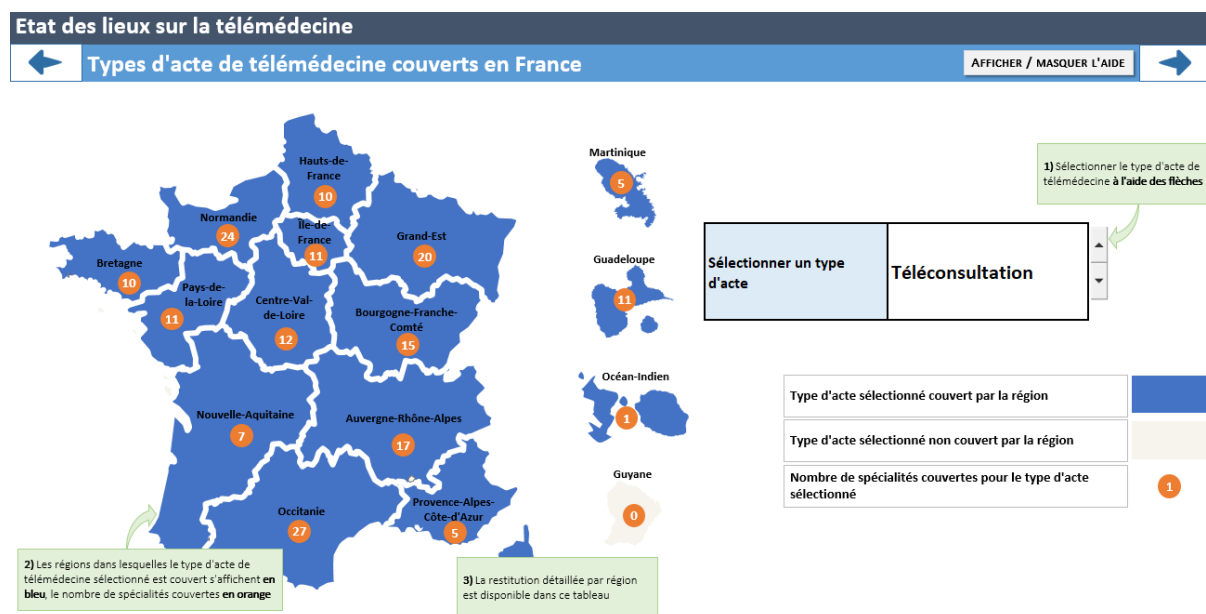 Etat des lieux sur la télémédecine
Types d'acte de télémédecine couverts en France
AFFICHER / MASQUER L'AIDE
Hauts-de-
France
10
Normandie
24
Île-de-
France
11
Grand-Est
20
Bretagne
10
Pays-de-
la-Loire
11
Centre-Val-
de-Loire
12
Bourgogne-Franche-
Comté
15
Nouvelle-Aquitaine
7
Auvergne-Rhône-Alpes
17
Occitanie
27
Provence-Alpes-
Côte-d'Azur
5
Martinique
5
Guadeloupe
11
Océan-Indien
1
Guyane
0
1) Sélectionner le type d'acte de
télémédecine à l'aide des flèches
Sélectionner un type
d'acte
Téléconsultation
Type d'acte sélectionné couvert par la région
Type d'acte sélectionné non couvert par la région
Nombre de spécialités couvertes pour le type d'acte
sélectionné
1
2) Les régions dans lesquelles le type d'acte de
télémédecine sélectionné est couvert s'affichent en
bleu, le nombre de spécialités couvertes en orange
3) La restitution détaillée par région
est disponible dans ce tableau